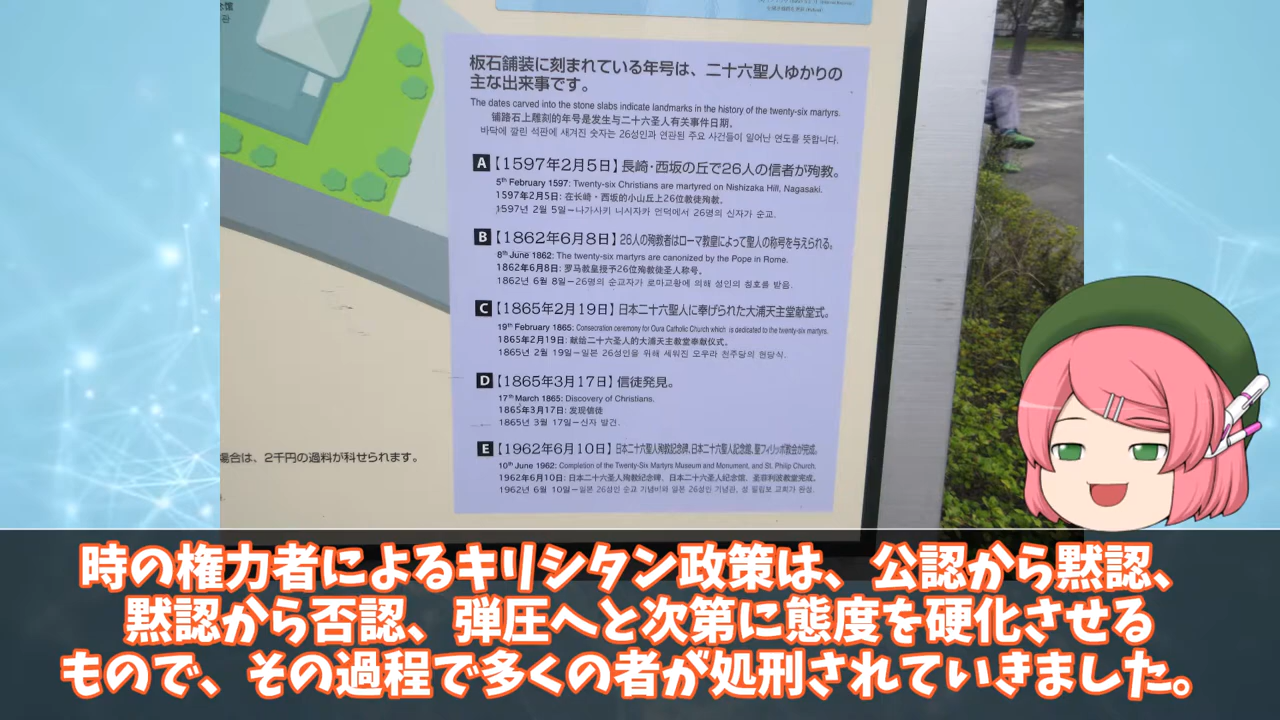 板石舗装に刻まれている年号は、二十六聖人ゆかりの
主な出来事です。
The dates carved into the stone slabs indicate landmarks in the history of the twenty-six martyrs.
铺路石上雕刻的年号是发生与二十六圣人有关事件日期。
바닥에 깔린 석판에 새겨진 숫자는 26성인과 연관된 주요 사건들이 일어난 연도를 뜻합니다.
A【1597年2月5日】長崎・西坂の丘で26人の信者が殉教。
5th February 1597: Twenty-six Christians are martyred on Nishizaka Hill, Nagasaki.
1597年2月5日: 在长崎・西坂的小山丘上26位教徒殉教。
1597년 2월 5일–나가사키 니시자카 언덕에서 26명의 신자가 순교.
B【1862年6月8日】26人の殉教者はローマ教皇によって聖人の称号を与えられる。
8th June 1862: The twenty-six martyrs are canonized by the Pope in Rome.
1862年6月8日: 罗马教皇授予26位殉教徒圣人称号。
1862년 6월 8일–26명의 순교자가 로마교황에 의해 성인의 칭호를 받음.
C【1865年2月19日】日本二十六聖人に奉げられた大浦天主堂献堂式。
19th February 1865: Consecration ceremony for Oura Catholic Church which is dedicated to the twenty-six martyrs.
1865年2月19日: 献给二十六圣人的大浦天主教堂奉献仪式。
1865년 2월 19일–일본 26성인을 위해 세워진 오우라 천주당의 헌당식.
D【1865年3月17日】信徒発見。
17th March 1865: Discovery of Christians.
1865年3月17日: 发现信徒
1865년 3월 17일–신자 발견.
E【1962年6月10日】日本二十六聖人殉教記念碑、日本二十六聖人記念館、聖フィリッポ教会が完成。
10th June 1962: Completion of the Twenty-Six Martyrs Museum and Monument, and St. Philip Church.
1962年6月10日: 日本二十六圣人殉教纪念碑、日本二十六圣人纪念馆、圣菲利浦教堂完成。
1962년 6월 10일–일본 26성인 순교 기념비와 일본 26성인 기념관, 성 필립보 교회가 완성.
場合は、2千円の過料が科せられます。
時の権力者によるキリシタン政策は、公認から黙認、
黙認から否認、弾圧へと次第に態度を硬化させる
もので、その過程で多くの者が処刑されていきました。